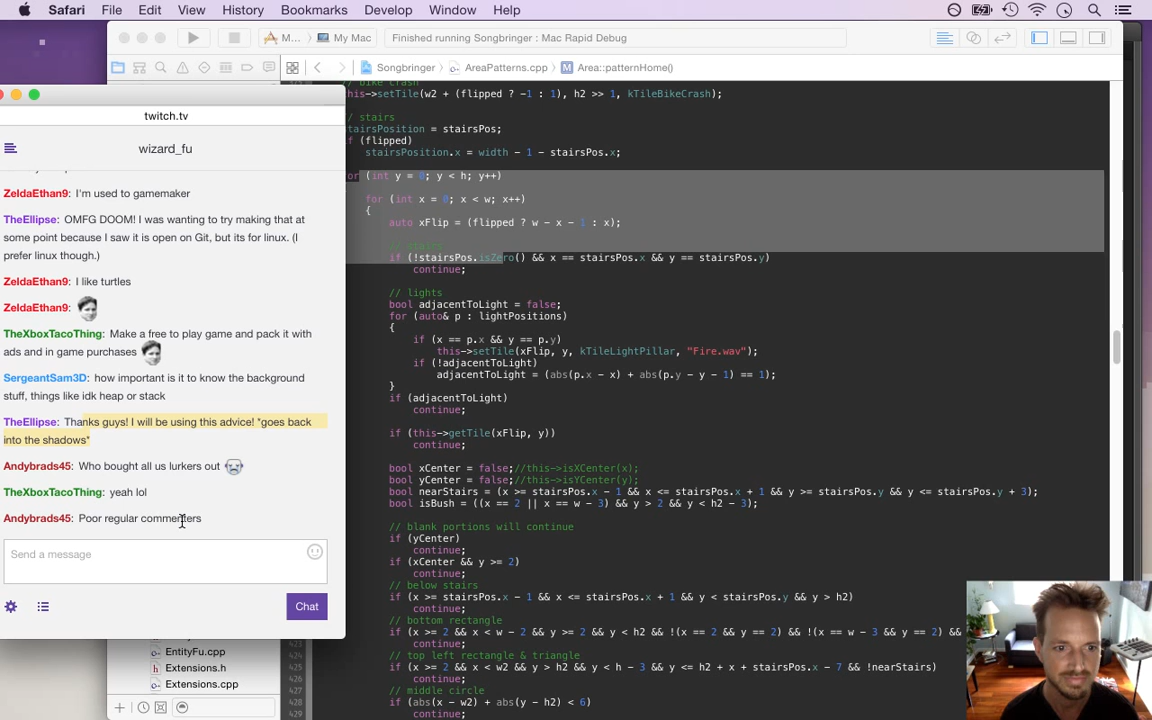 Safari File Edit View History Bookmarks Develop Window Help
M... My Mac Finished running Songbringer : Mac Rapid Debug
Songbringer AreaPatterns.cpp M Area::patternHome()
twitch.tv
wizard_fu
ZeldaEthan9: I'm used to gamemaker
TheEllipse: OMFG DOOM! I was wanting to try making that at
some point because I saw it is open on Git, but its for linux. (I
prefer linux though.)
ZeldaEthan9: I like turtles
ZeldaEthan9:
TheXboxTacoThing: Make a free to play game and pack it with
ads and in game purchases
SergeantSam3D: how important is it to know the background
stuff, things like idk heap or stack
TheEllipse: Thanks guys! I will be using this advice! *goes back
into the shadows*
Andybrads45: Who bought all us lurkers out
TheXboxTacoThing: yeah lol
Andybrads45: Poor regular commenters
Send a message
Chat
EntityFu.cpp
h Extensions.h
Extensions.cpp
// bike crash
this->setTile(w2 + (flipped ? -1 : 1), h2 >> 1, kTileBikeCrash);
// stairs
stairsPosition = stairsPos;
if (flipped)
stairsPosition.x = width - 1 - stairsPos.x;
for (int y = 0; y < h; y++)
for (int x = 0; x < w; x++)
{
auto xFlip = (flipped ? w - x - 1 : x);
// stairs
if (!stairsPos.isZero() && x == stairsPos.x && y == stairsPos.y)
continue;
// lights
bool adjacentToLight = false;
for (auto& p : lightPositions)
{
if (x == p.x && y == p.y)
this->setTile(xFlip, y, kTileLightPillar, "Fire.wav");
if (!adjacentToLight)
adjacentToLight = (abs(p.x - x) + abs(p.y - y - 1) == 1);
}
if (adjacentToLight)
continue;
if (this->getTile(xFlip, y))
continue;
bool xCenter = false;//this->isXCenter(x);
bool yCenter = false;//this->isYCenter(y);
bool nearStairs = (x >= stairsPos.x - 1 && x <= stairsPos.x + 1 && y >= stairsPos.y && y <= stairsPos.y + 3);
bool isBush = ((x == 2 || x == w - 3) && y > 2 && y < h2 - 3);
// blank portions will continue
if (yCenter)
continue;
if (xCenter && y >= 2)
continue;
// below stairs
if (x >= stairsPos.x - 1 && x <= stairsPos.x + 1 && y < stairsPos.y && y > h2)
continue;
// bottom rectangle
if (x >= 2 && x < w - 2 && y >= 2 && y < h2 && !(x == 2 && y == 2) && !(x == w - 3 && y == 2) &&
continue;
// top left rectangle & triangle
425 if (x >= 2 && x < w2 && y > h2 && y < h - 3 && y <= h2 + x + stairsPos.x - 7 && !nearStairs)
426 continue;
427 // middle circle
428 if (abs(x - w2) + abs(y - h2) < 6)
429 continue;